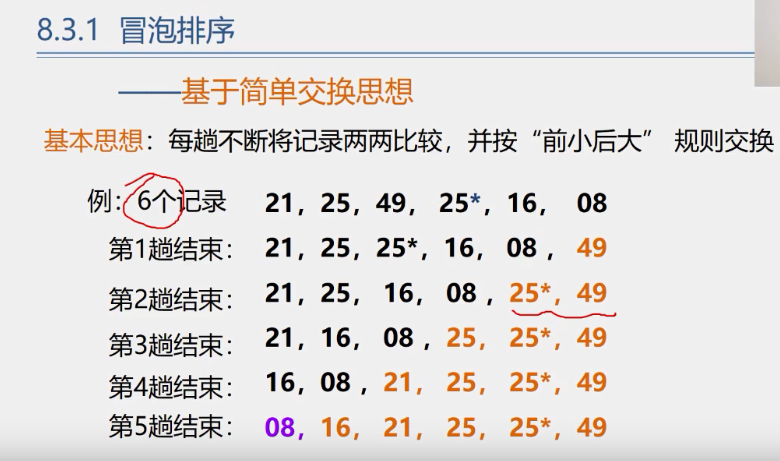 8.3.1 冒泡排序
——基于简单交换思想
基本思想：每趟不断将记录两两比较，并按“前小后大” 规则交换
例：6个记录 21，25，49，25*，16， 08
第1趟结束： 21，25，25*，16，08，49
第2趟结束： 21，25，16，08，25*，49
第3趟结束： 21，16，08，25，25*，49
第4趟结束： 16，08，21，25，25*，49
第5趟结束： 08，16，21，25，25*，49